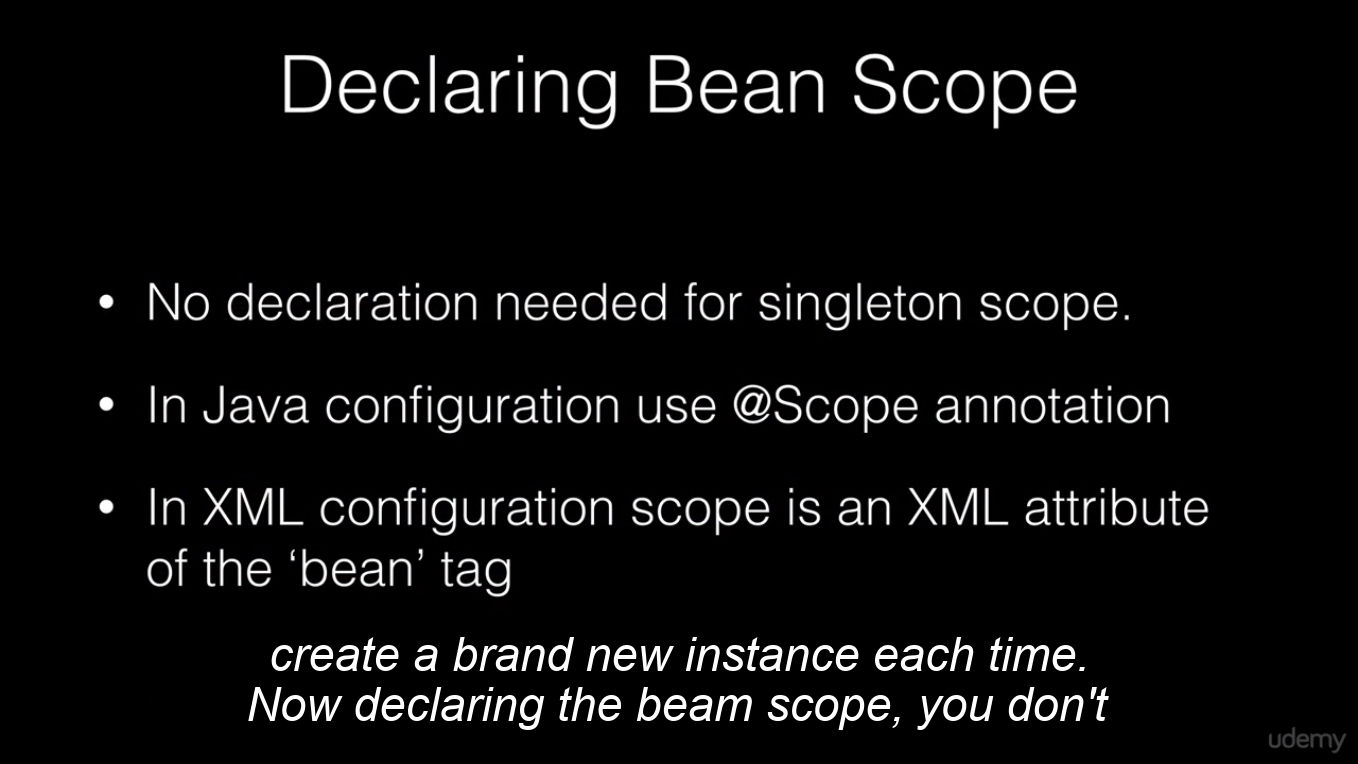 Declaring Bean Scope
• No declaration needed for singleton scope.
• In Java configuration use @Scope annotation
• In XML configuration scope is an XML attribute
of the ‘bean’ tag
create a brand new instance each time.
Now declaring the beam scope, you don't
udemy